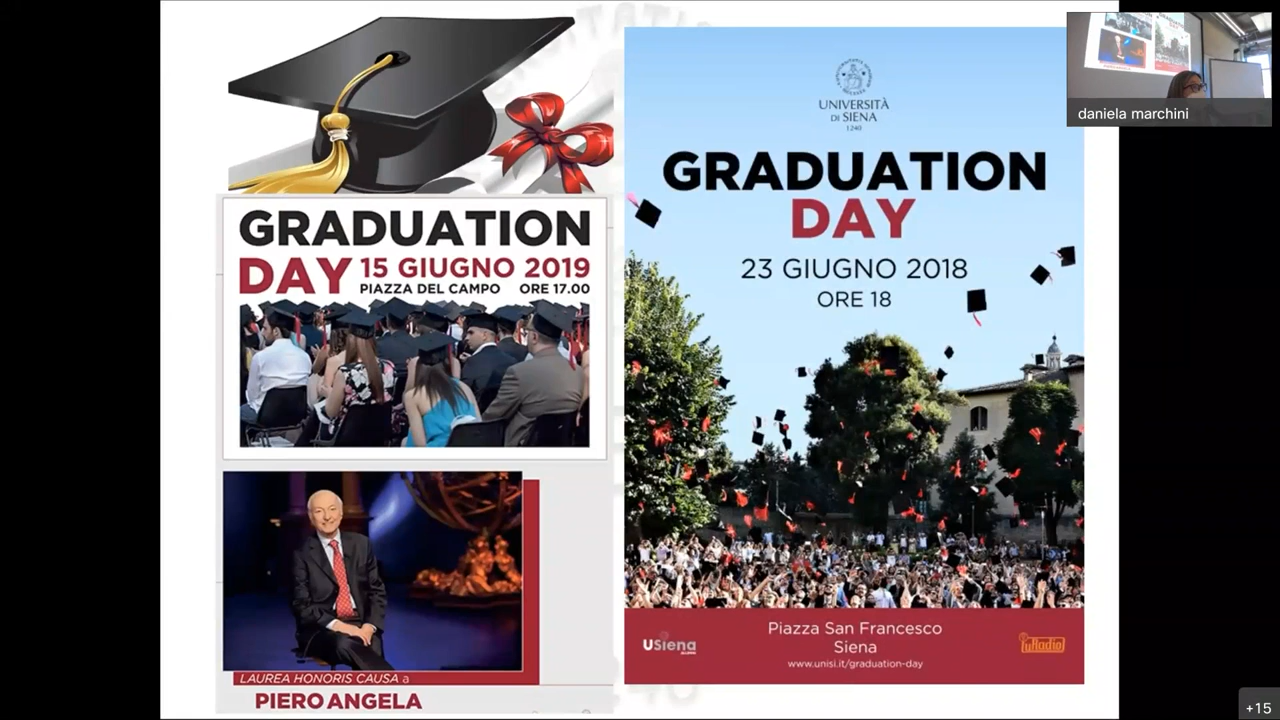 GRADUATION
DAY 15 GIUGNO 2019
PIAZZA DEL CAMPO ORE 17.00
LAUREA HONORIS CAUSA a
PIERO ANGELA
UNIVERSITÀ
DI SIENA
1240
GRADUATION
DAY
23 GIUGNO 2018
ORE 18
Piazza San Francesco
Siena
www.unisi.it/graduation-day
USiena
uRadio
daniela marchini
+15